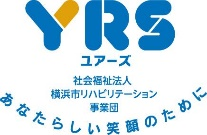 YRS
ユアーズ
社会福祉法人
横浜市リハビリテーション
事業団
あなたらしい笑顔のために